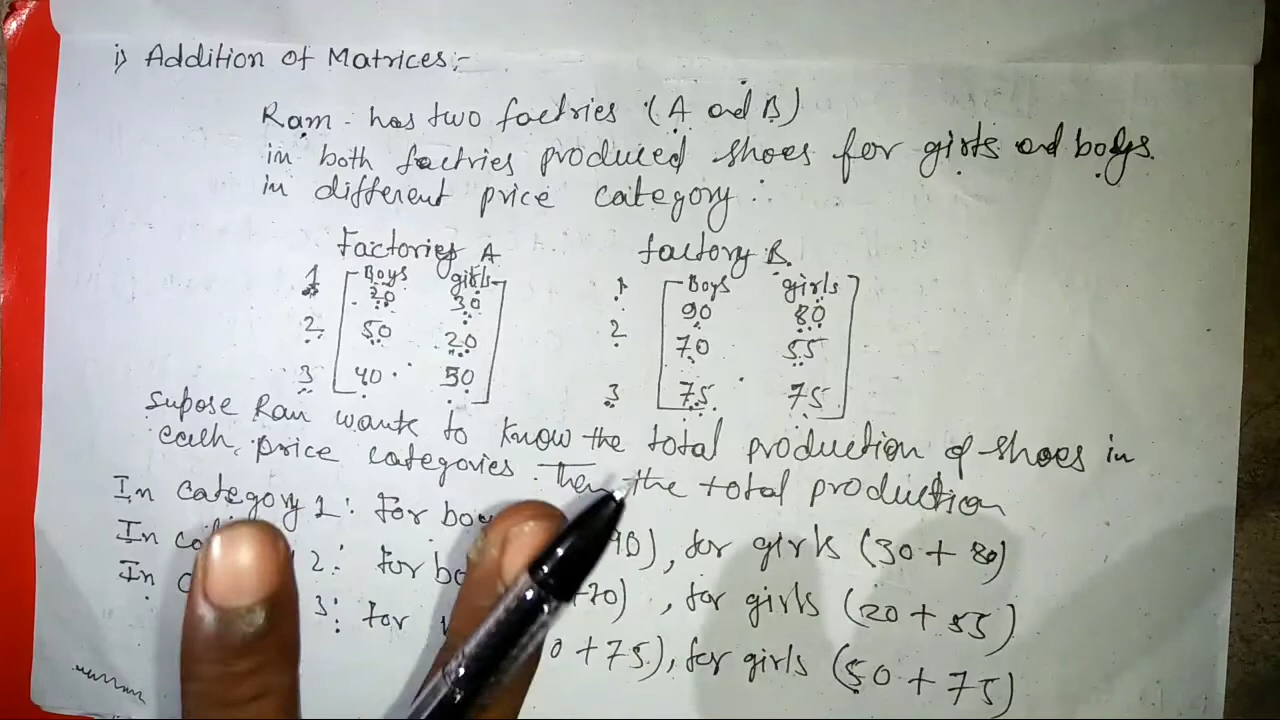 i) Addition of Matrices:-
Ram has two factries (A and B)
in both factries produced shoes for girls and boys.
in different price category :
Factories A factory B
Boys girls Boys girls
1 20 30 1 90 80
2. 50 20 2 70 55
3 40 50 3 75 75
Supose Ram wants to know the total production of shoes in
each price categories. Then the total production
In category 1: For boy 90), for girls (30 + 80)
In 2: For bo +70), for girls (20 + 55)
In 3: for 0 + 75), for girls (50 + 75)